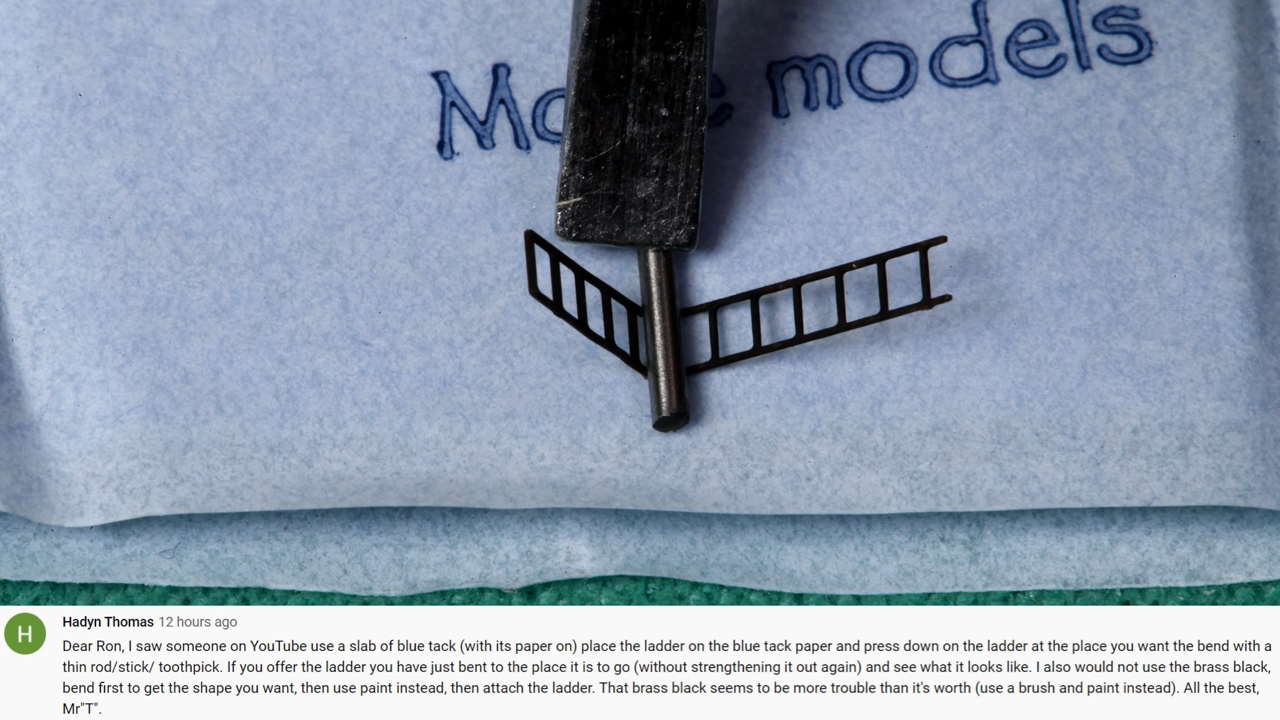 Mo e models
H
Hadyn Thomas 12 hours ago
Dear Ron, I saw someone on YouTube use a slab of blue tack (with its paper on) place the ladder on the blue tack paper and press down on the ladder at the place you want the bend with a
thin rod/stick/ toothpick. If you offer the ladder you have just bent to the place it is to go (without strengthening it out again) and see what it looks like. I also would not use the brass black,
bend first to get the shape you want, then use paint instead, then attach the ladder. That brass black seems to be more trouble than it's worth (use a brush and paint instead). All the best,
Mr"T".